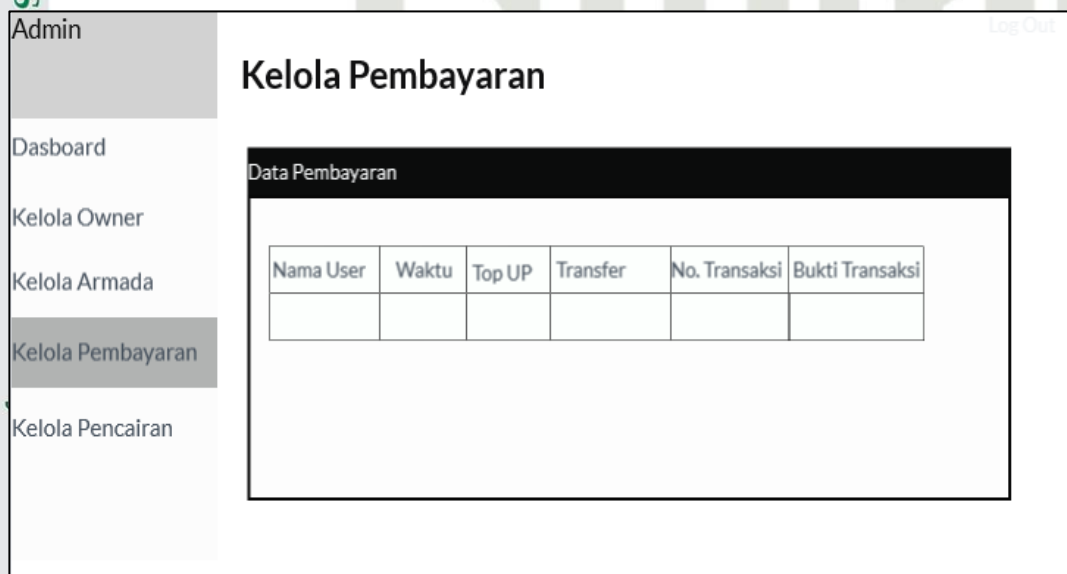 Admin
Log Out
Kelola Pembayaran
Dasboard
Kelola Owner
Kelola Armada
Kelola Pembayaran
Kelola Pencairan
Data Pembayaran
Nama User Waktu Top UP Transfer No. Transaksi Bukti Transaksi